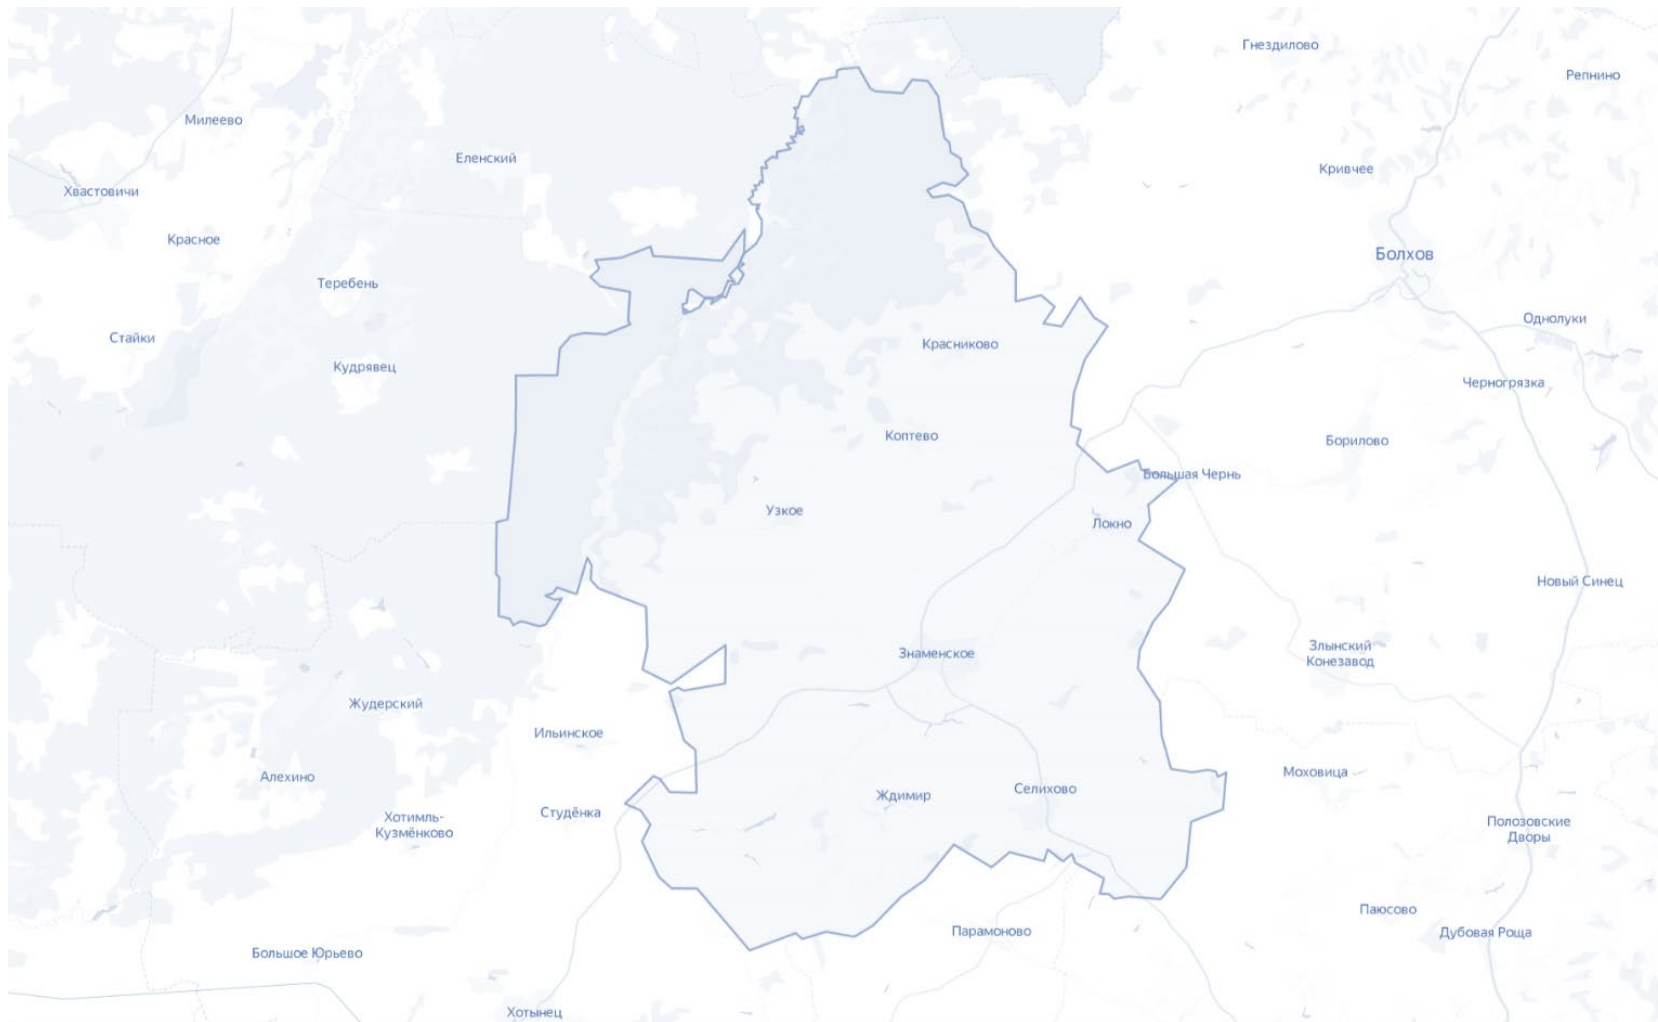 Гнездилово
Репнино
Милеево
Еленский
Кривчее
Хвастовичи
Красное
Болхов
Теребень
Однолуки
Стайки
Красниково
Кудрявец
Черногрязка
Коптево
Борилово
Большая Чернь
Узкое
Локно
Новый Синец
Знаменское
Злынский
Конезавод
Жудерский
Ильинское
Моховица
Алехино
Селихово
Ждимир
Студёнка
Хотимль-
Кузмёнково
Полозовские
Дворы
Паюсово
Парамоново
Дубовая Роща
Большое Юрьево
Хотынец